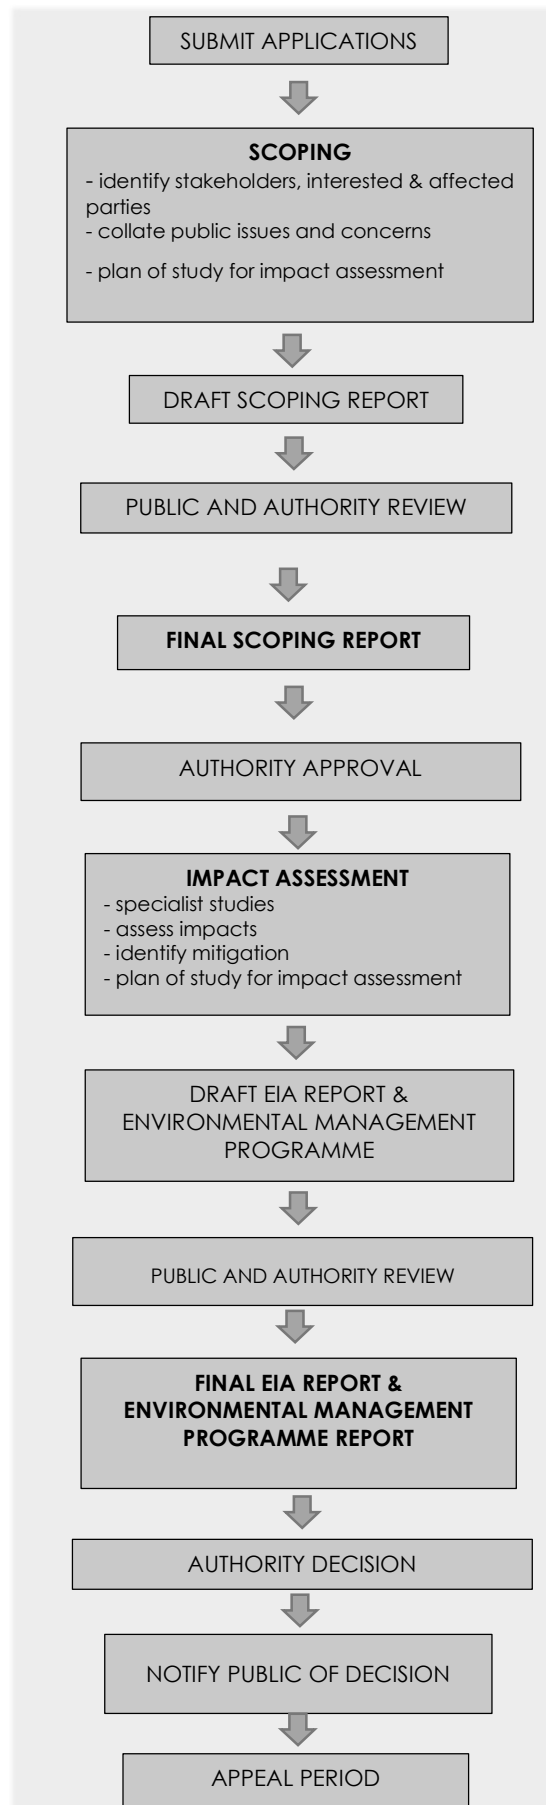 SUBMIT APPLICATIONS
SCOPING
- identify stakeholders, interested & affected
parties
- collate public issues and concerns
- plan of study for impact assessment
DRAFT SCOPING REPORT
PUBLIC AND AUTHORITY REVIEW
FINAL SCOPING REPORT
AUTHORITY APPROVAL
IMPACT ASSESSMENT
- specialist studies
- assess impacts
- identify mitigation
- plan of study for impact assessment
DRAFT EIA REPORT &
ENVIRONMENTAL MANAGEMENT
PROGRAMME
PUBLIC AND AUTHORITY REVIEW
FINAL EIA REPORT &
ENVIRONMENTAL MANAGEMENT
PROGRAMME REPORT
AUTHORITY DECISION
NOTIFY PUBLIC OF DECISION
APPEAL PERIOD